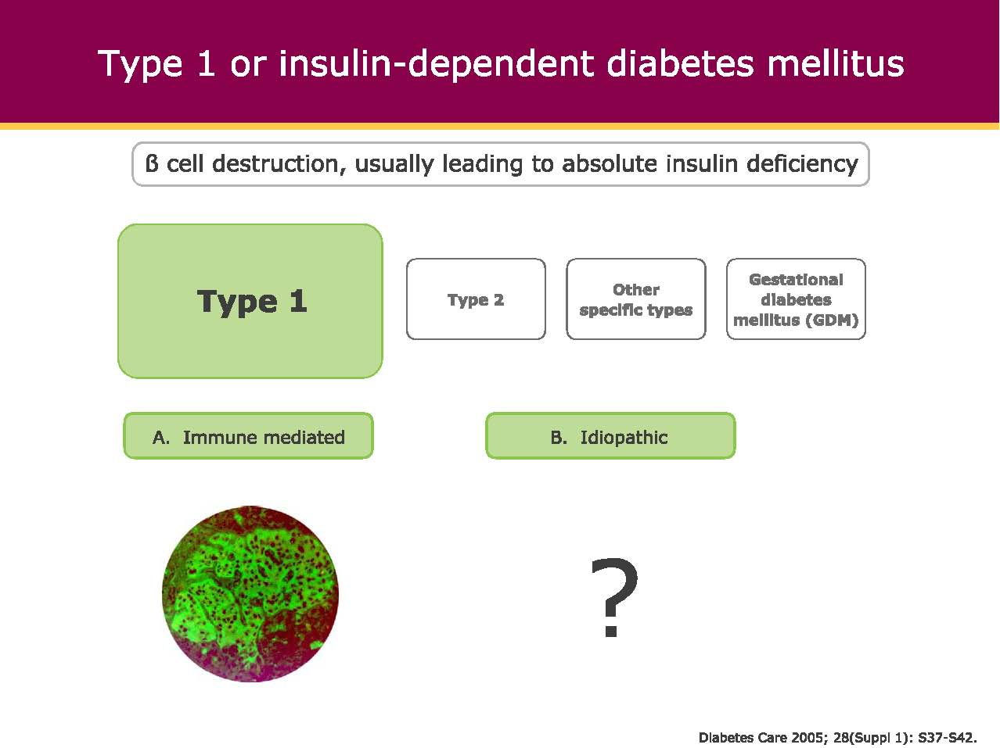 Type 1 or insulin-dependent diabetes mellitus
ß cell destruction, usually leading to absolute insulin deficiency
Type 1
Type 2
Other
specific types
Gestational
diabetes
mellitus (GDM)
A. Immune mediated
B. Idiopathic
?
Diabetes Care 2005; 28(Suppl 1): S37-S42.